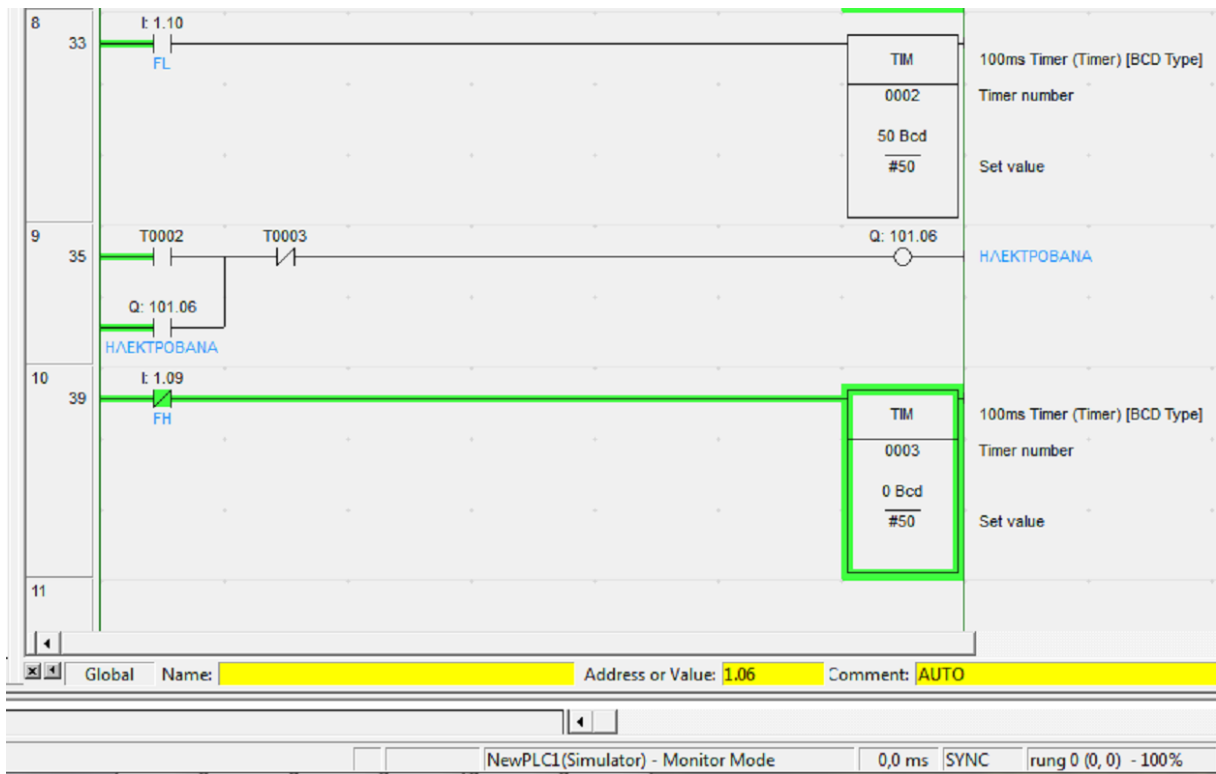 8
I: 1.10
33
FL
TIM
100ms Timer (Timer) [BCD Type]
0002
Timer number
50 Bcd
#50
Set value
9
T0002
T0003
Q: 101.06
35
ΗΛΕΚΤΡΟΒΑΝΑ
Q: 101.06
ΗΛΕΚΤΡΟΒΑΝΑ
10
I: 1.09
39
FH
TIM
100ms Timer (Timer) [BCD Type]
0003
Timer number
0 Bcd
#50
Set value
11
Global Name: Address or Value: 1.06 Comment: AUTO
NewPLC1(Simulator) - Monitor Mode 0,0 ms SYNC rung 0 (0, 0) - 100%